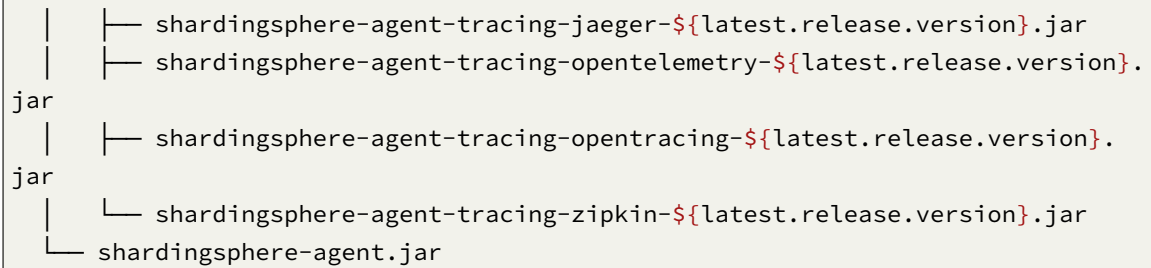 │   ├── shardingsphere-agent-tracing-jaeger-${latest.release.version}.jar
│   ├── shardingsphere-agent-tracing-opentelemetry-${latest.release.version}.
jar
│   ├── shardingsphere-agent-tracing-opentracing-${latest.release.version}.
jar
│   └── shardingsphere-agent-tracing-zipkin-${latest.release.version}.jar
└── shardingsphere-agent.jar